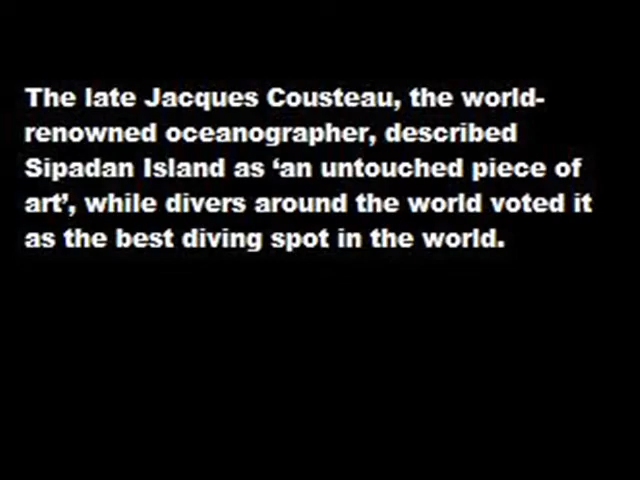 The late Jacques Cousteau, the world-
renowned oceanographer, described
Sipadan Island as ‘an untouched piece of
art’, while divers around the world voted it
as the best diving spot in the world.